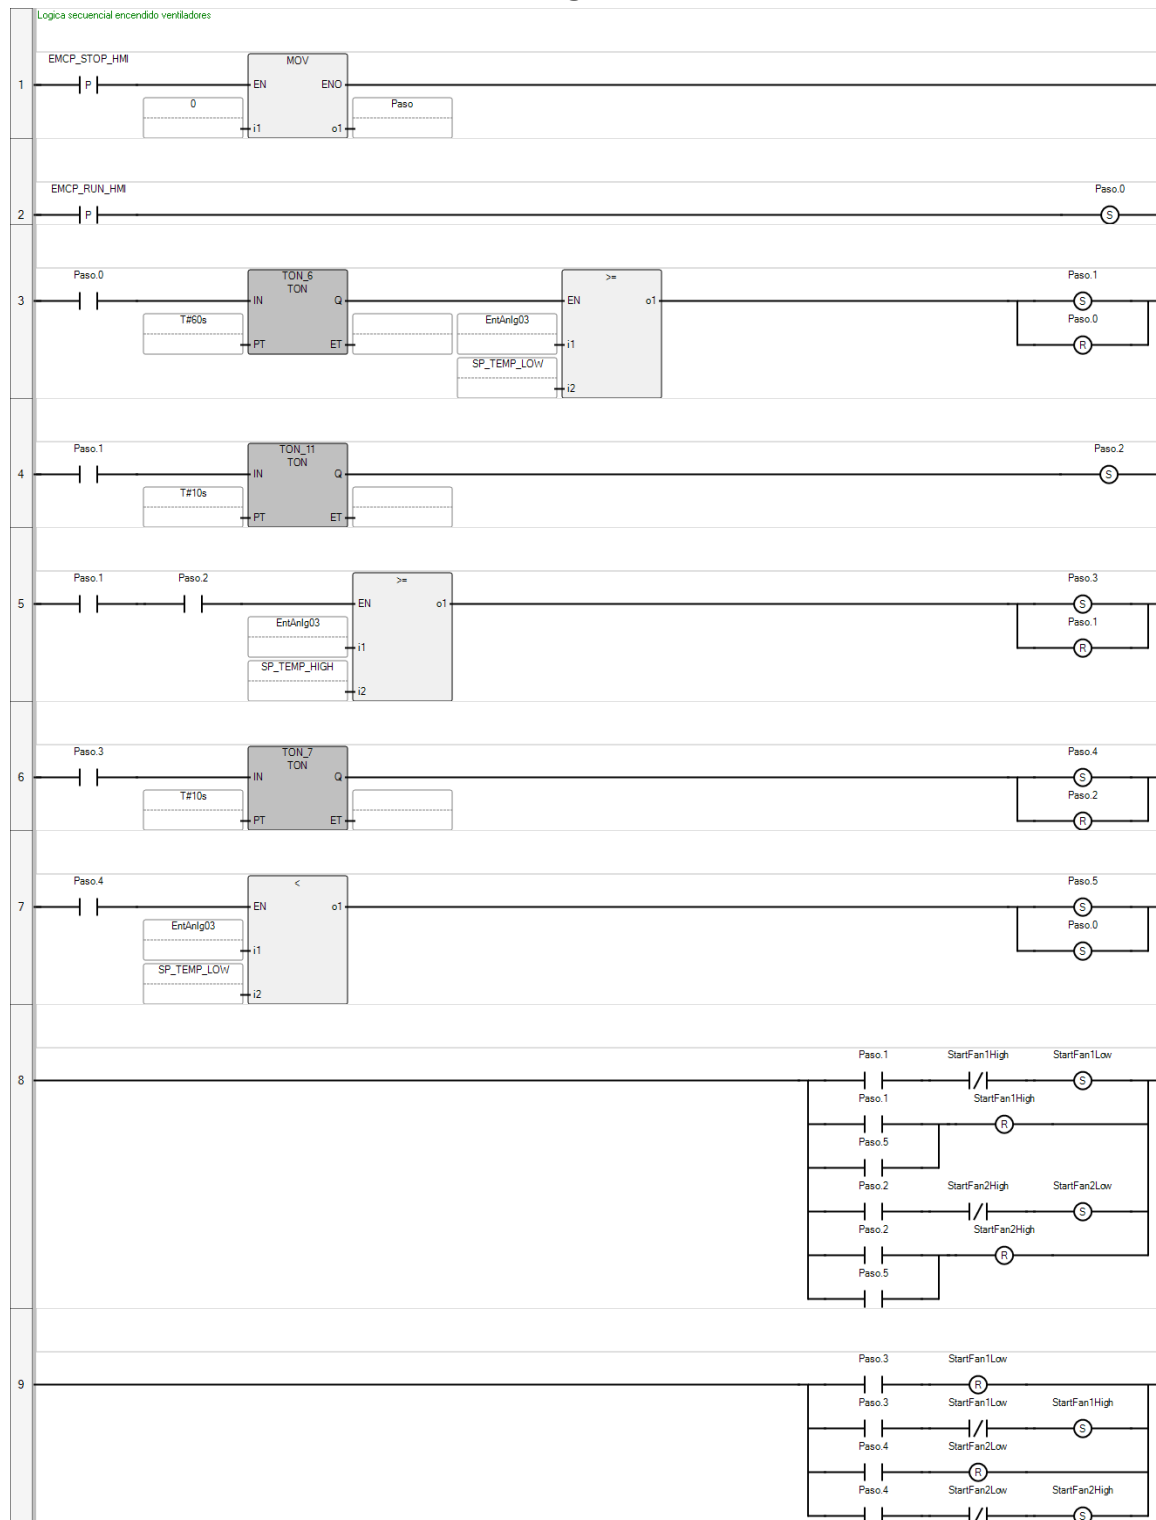 Logica secuencial encendido ventiladores
EMCP_STOP_HMI
MOV
1
P
EN
ENO
0
Paso
i1
o1
EMCP_RUN_HMI
Paso.0
2
P
S
Paso.0
TON_6
TON
>=
Paso.1
3
IN
Q
EN
o1
S
T#60s
EntAnlg03
Paso.0
PT
ET
i1
R
SP_TEMP_LOW
i2
Paso.1
TON_11
TON
Paso.2
4
IN
Q
S
T#10s
PT
ET
Paso.1
Paso.2
>=
Paso.3
5
EN
o1
S
EntAnlg03
Paso.1
i1
R
SP_TEMP_HIGH
i2
Paso.3
TON_7
TON
Paso.4
6
IN
Q
S
T#10s
Paso.2
PT
ET
R
Paso.4
<
Paso.5
7
EN
o1
S
EntAnlg03
Paso.0
i1
S
SP_TEMP_LOW
i2
Paso.1
StartFan1High
StartFan1Low
8
S
Paso.1
StartFan1High
R
Paso.5
Paso.2
StartFan2High
StartFan2Low
S
Paso.2
StartFan2High
R
Paso.5
Paso.3
StartFan1Low
9
R
Paso.3
StartFan1Low
StartFan1High
S
Paso.4
StartFan2Low
R
Paso.4
StartFan2Low
StartFan2High
S